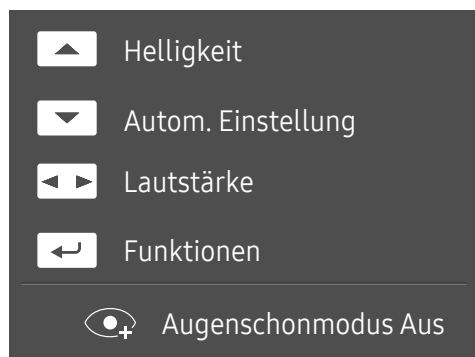 Helligkeit
Autom. Einstellung
Lautstärke
Funktionen
Augenschonmodus Aus